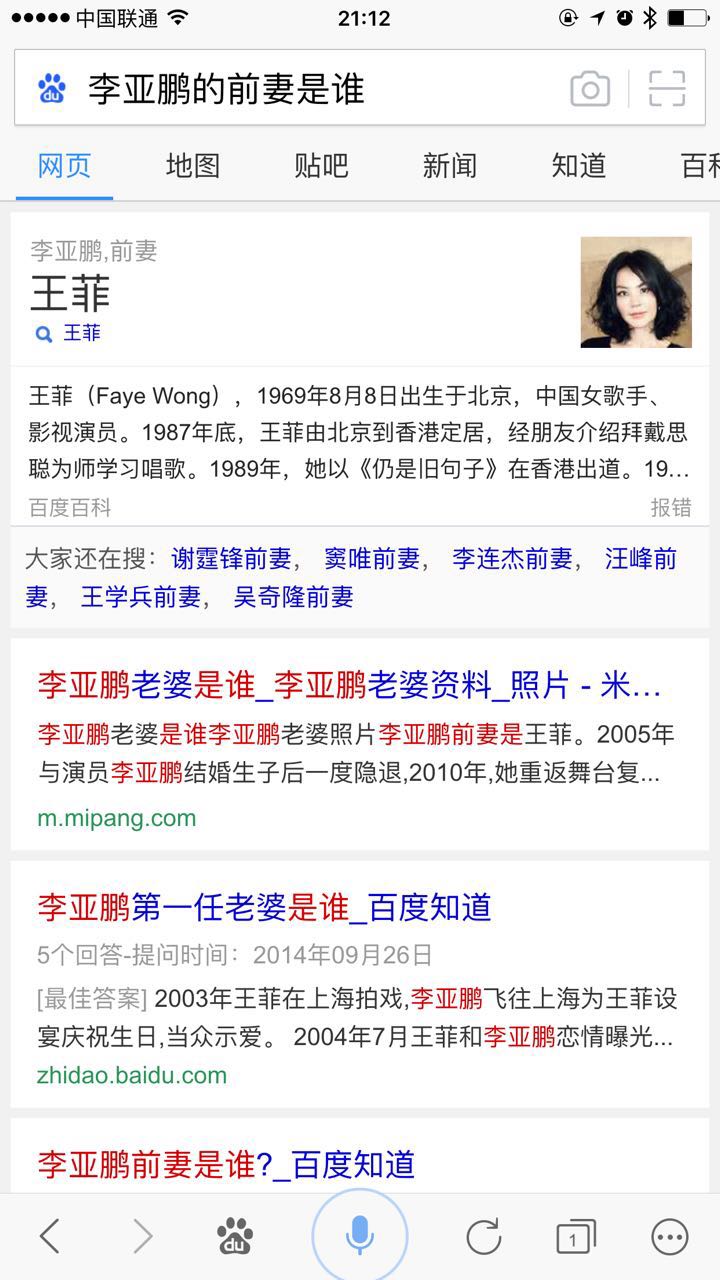 中国联通 21:12
李亚鹏的前妻是谁
网页 地图 贴吧 新闻 知道 百科
李亚鹏,前妻
王菲
王菲
王菲（Faye Wong），1969年8月8日出生于北京，中国女歌手、
影视演员。1987年底，王菲由北京到香港定居，经朋友介绍拜戴思
聪为师学习唱歌。1989年，她以《仍是旧句子》在香港出道。19...
百度百科 报错
大家还在搜：谢霆锋前妻， 窦唯前妻， 李连杰前妻， 汪峰前
妻， 王学兵前妻， 吴奇隆前妻
李亚鹏老婆是谁_李亚鹏老婆资料_照片 - 米...
李亚鹏老婆是谁李亚鹏老婆照片李亚鹏前妻是王菲。2005年
与演员李亚鹏结婚生子后一度隐退,2010年,她重返舞台复...
m.mipang.com
李亚鹏第一任老婆是谁_百度知道
5个回答-提问时间：2014年09月26日
[最佳答案] 2003年王菲在上海拍戏,李亚鹏飞往上海为王菲设
宴庆祝生日,当众示爱。 2004年7月王菲和李亚鹏恋情曝光...
zhidao.baidu.com
李亚鹏前妻是谁?_百度知道
du 1